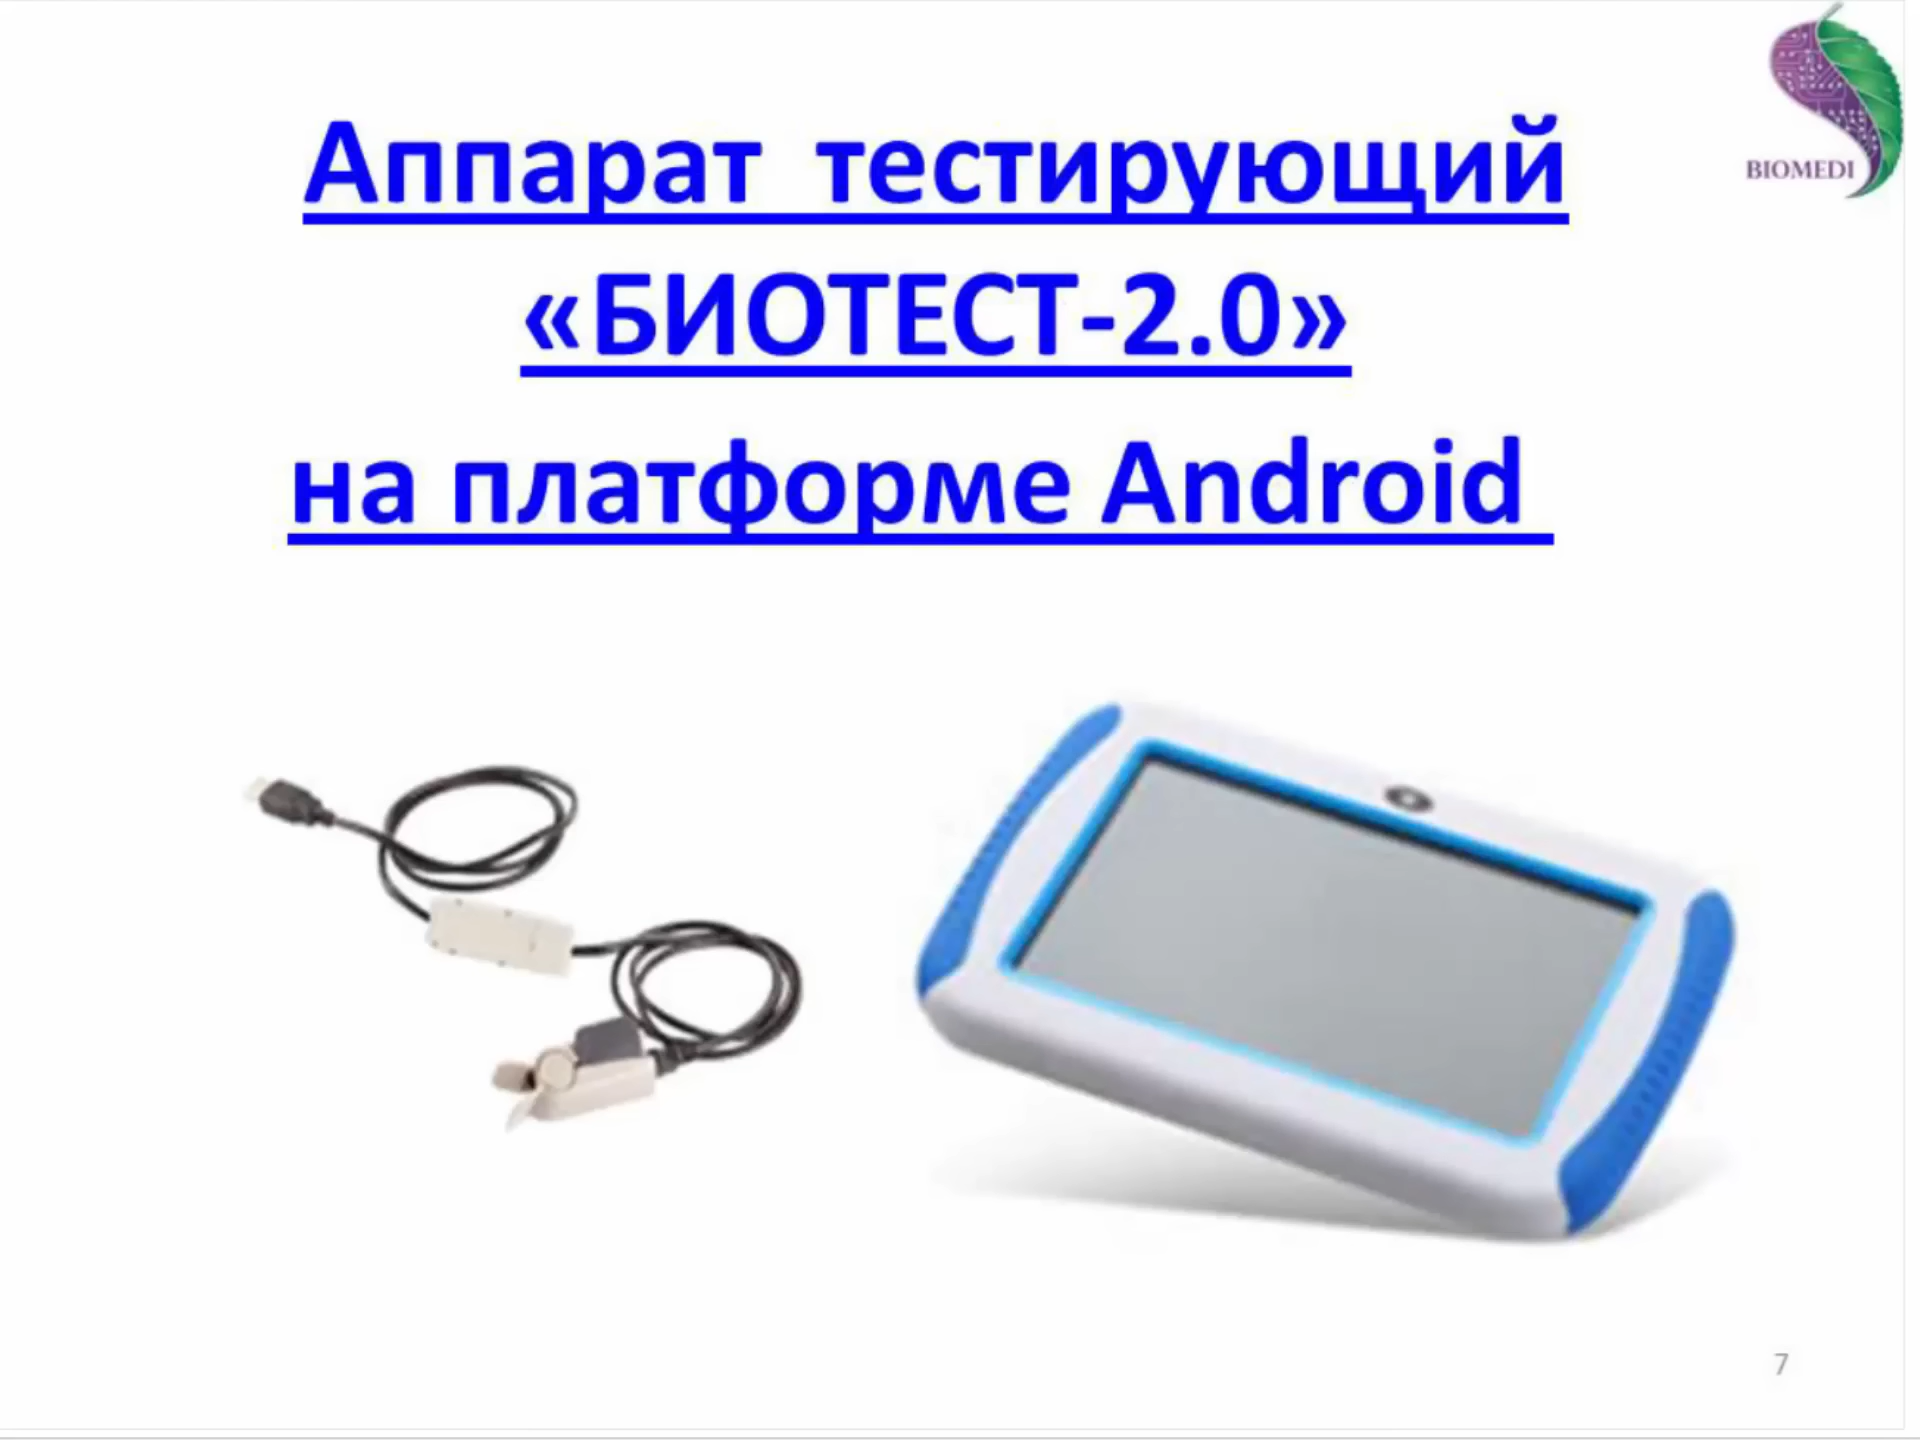 BIOMEDI
Аппарат тестирующий
«БИОТЕСТ-2.0»
на платформе Android
7